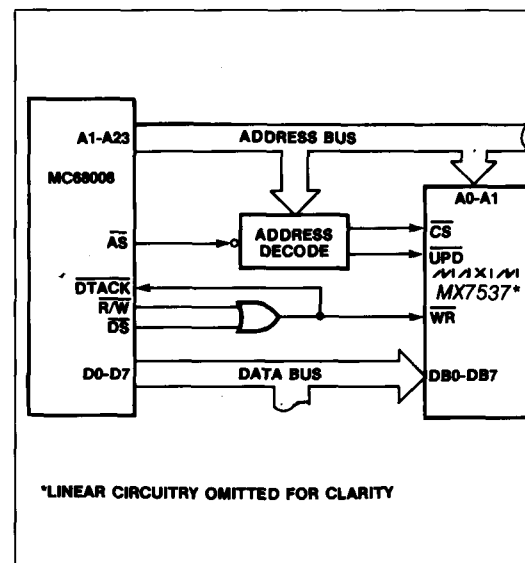 A1-A23
ADDRESS BUS
MC68008
A0-A1
AS
ADDRESS
DECODE
CS
UPD
MAXIM
MX7537*
DTACK
R/W
DS
WR
D0-D7
DATA BUS
DB0-DB7
*LINEAR CIRCUITRY OMITTED FOR CLARITY